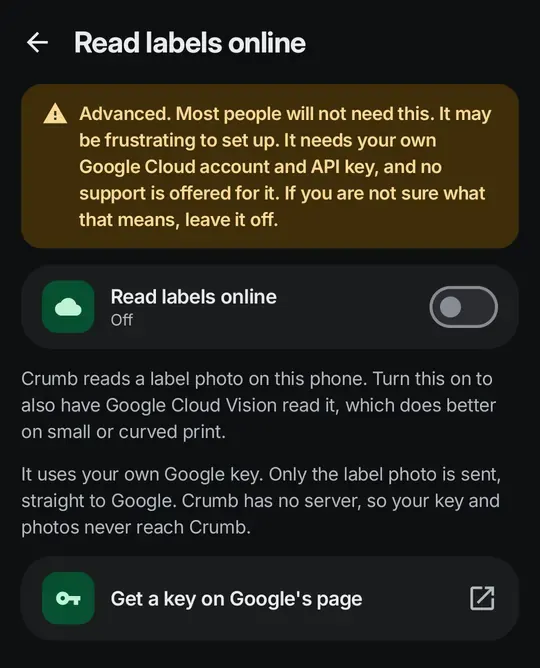 Read labels online
Advanced. Most people will not need this. It may
be frustrating to set up. It needs your own
Google Cloud account and API key, and no
support is offered for it. If you are not sure what
that means, leave it off.
Read labels online
Off
Crumb reads a label photo on this phone. Turn this on to
also have Google Cloud Vision read it, which does better
on small or curved print.
It uses your own Google key. Only the label photo is sent,
straight to Google. Crumb has no server, so your key and
photos never reach Crumb.
Get a key on Google's page